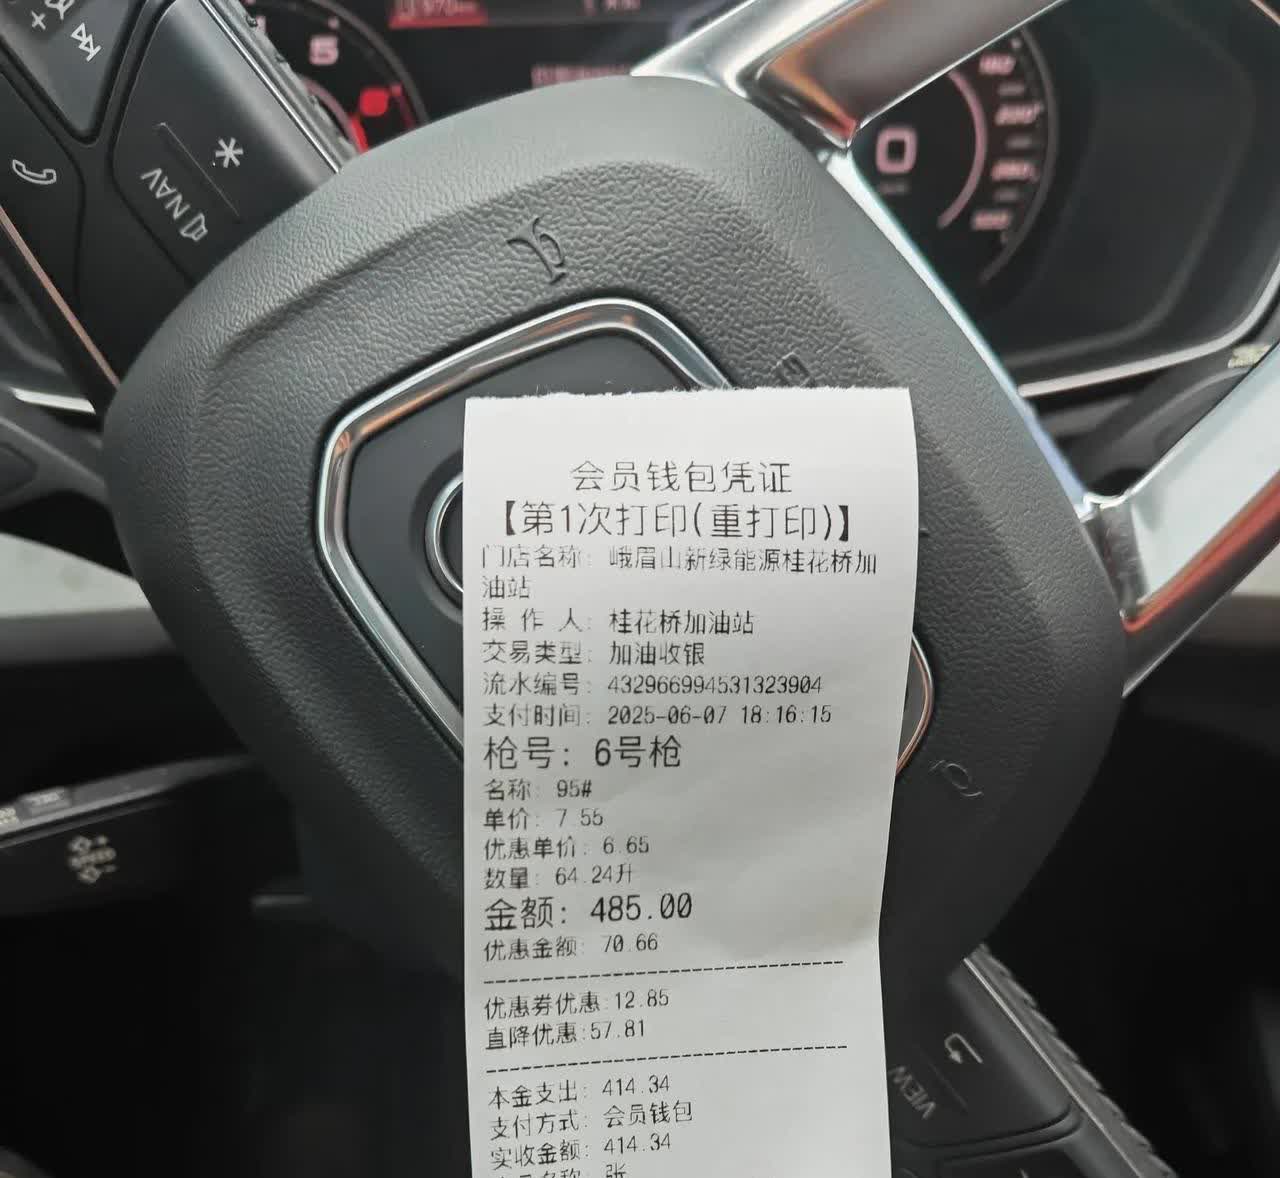 5
0
NAV
会员钱包凭证
【第1次打印(重打印)】
门店名称: 峨眉山新绿能源桂花桥加
油站
操 作 人: 桂花桥加油站
交易类型: 加油收银
流水编号: 432966994531323904
支付时间: 2025-06-07 18:16:15
枪号: 6号枪
名称: 95#
单价: 7.55
优惠单价: 6.65
数量: 64.24升
金额: 485.00
优惠金额: 70.66
优惠券优惠:12.85
直降优惠:57.81
本金支出: 414.34
支付方式: 会员钱包
实收金额: 414.34
VIEW